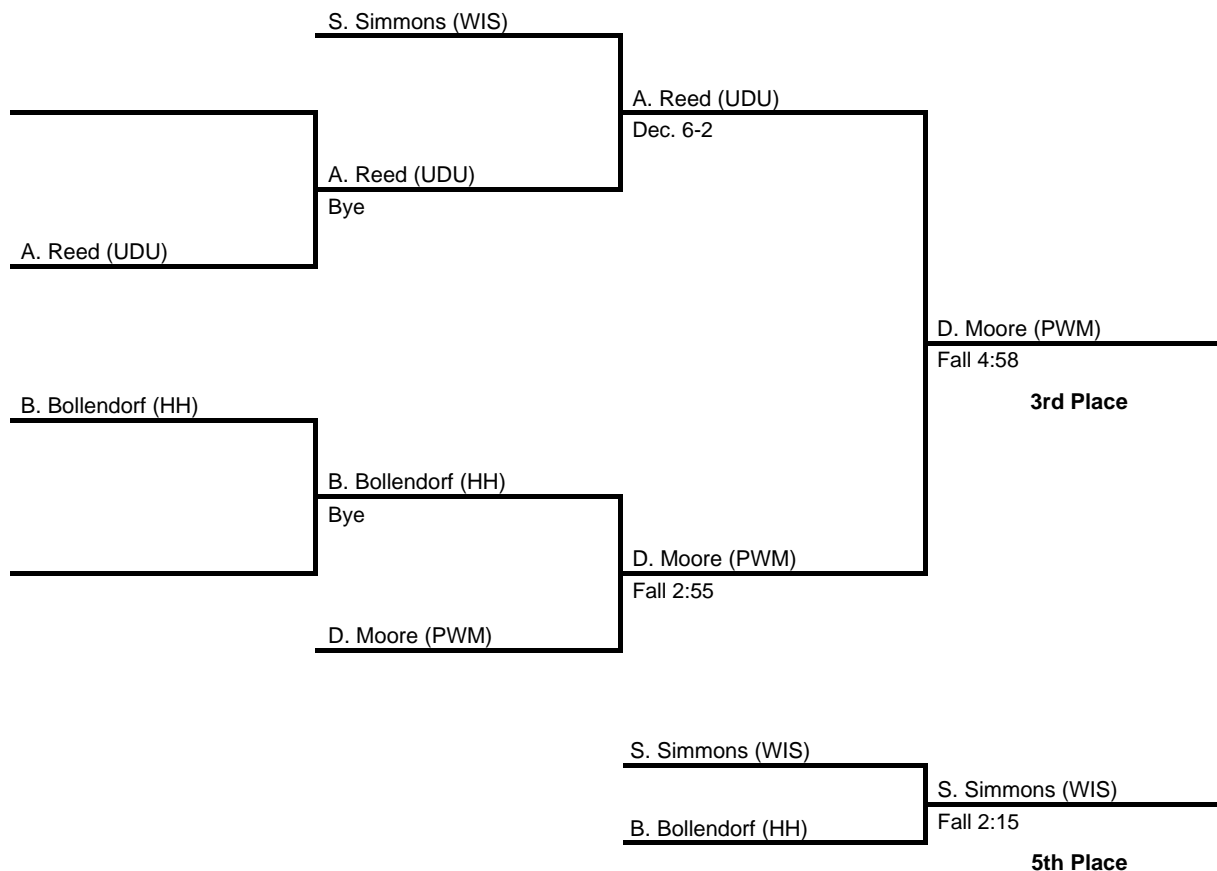 S. Simmons (WIS)
A. Reed (UDU)
Dec. 6-2
A. Reed (UDU)
Bye
A. Reed (UDU)
D. Moore (PWM)
Fall 4:58
3rd Place
B. Bollendorf (HH)
B. Bollendorf (HH)
Bye
D. Moore (PWM)
Fall 2:55
D. Moore (PWM)
S. Simmons (WIS)
S. Simmons (WIS)
Fall 2:15
B. Bollendorf (HH)
5th Place